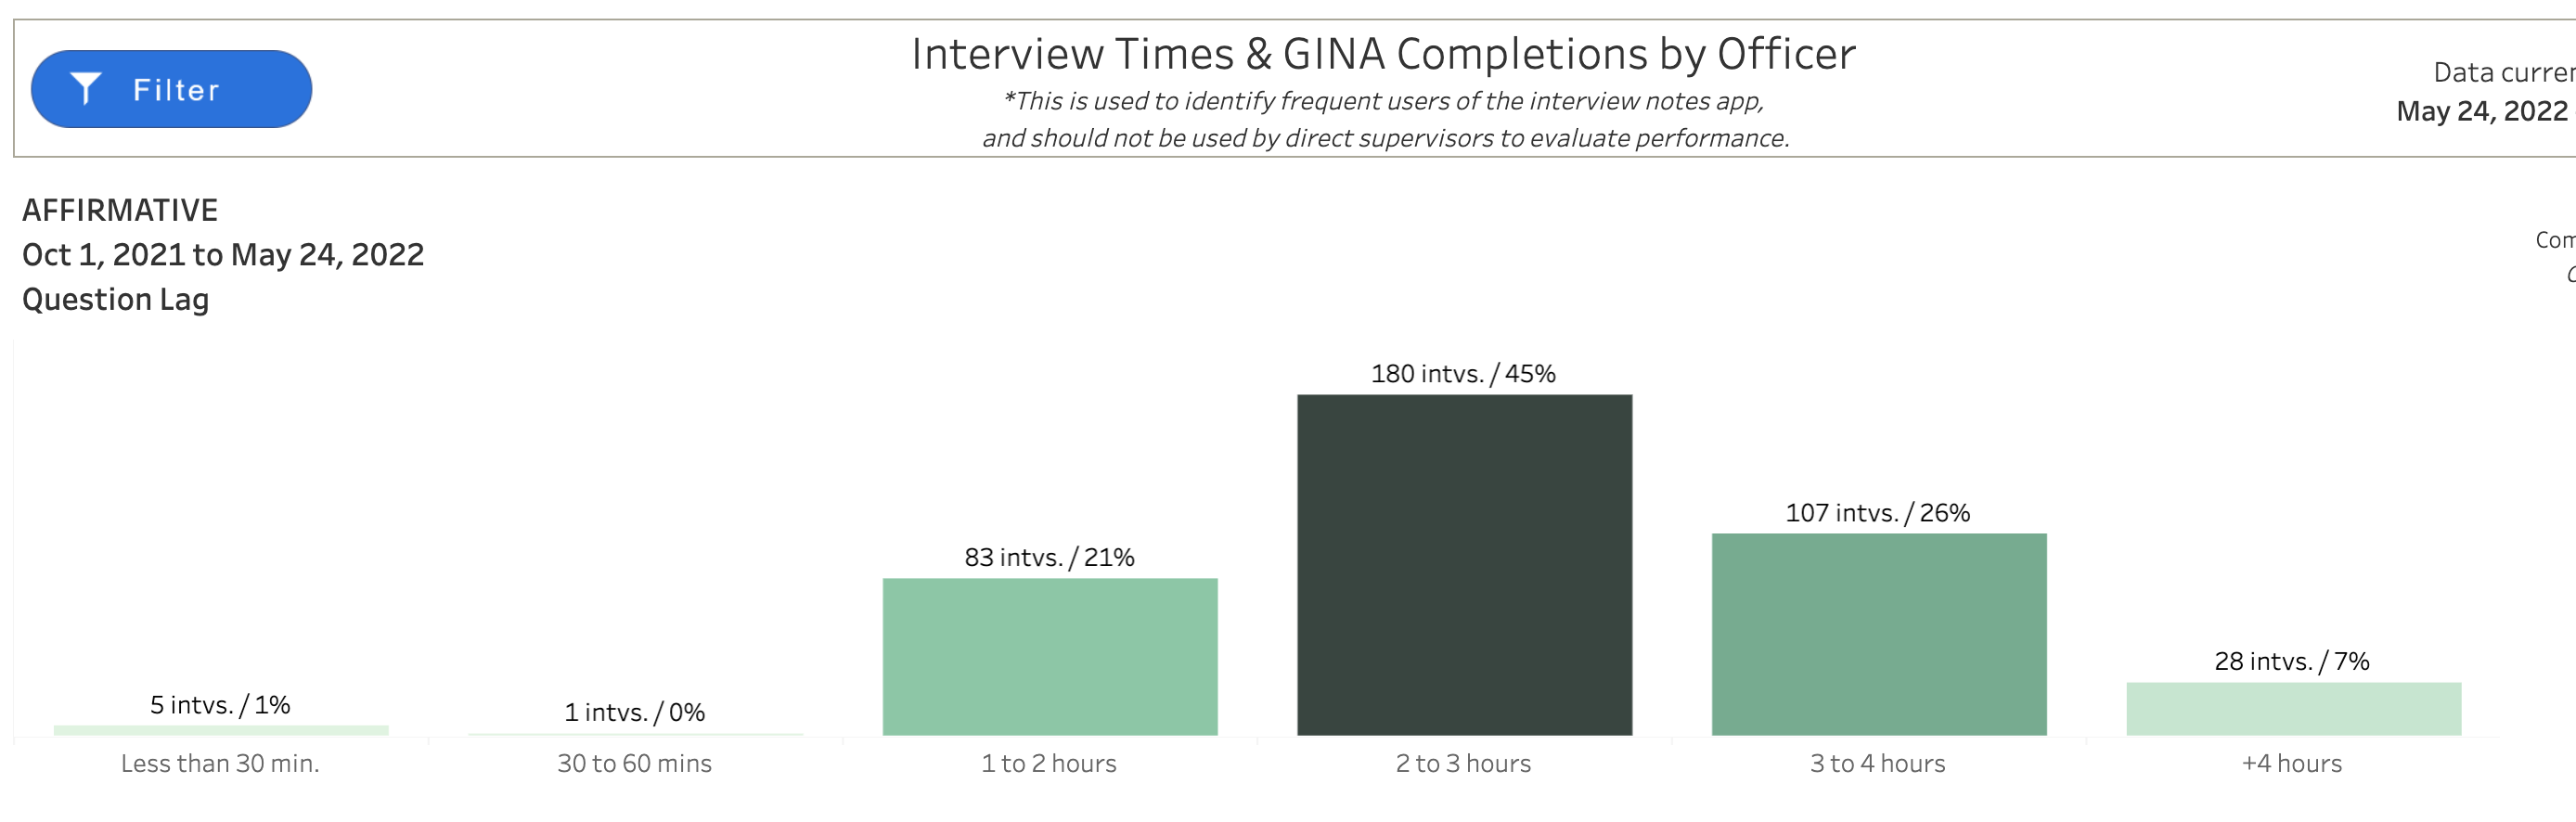 Filter
Interview Times & GINA Completions by Officer
*This is used to identify frequent users of the interview notes app,
and should not be used by direct supervisors to evaluate performance.
Data curren
May 24, 2022
AFFIRMATIVE
Oct 1, 2021 to May 24, 2022
Question Lag
Com
180 intvs. / 45%
107 intvs. / 26%
83 intvs. / 21%
28 intvs. / 7%
5 intvs. / 1%
1 intvs. / 0%
Less than 30 min.
30 to 60 mins
1 to 2 hours
2 to 3 hours
3 to 4 hours
+4 hours